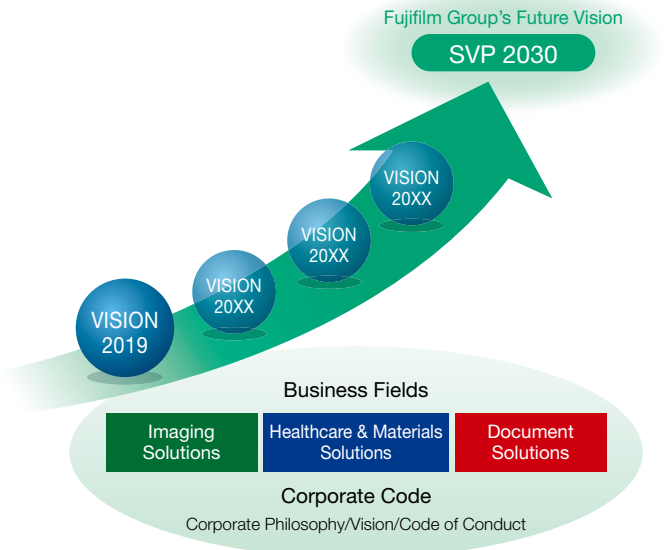 Fujifilm Group's Future Vision
SVP 2030
VISION
20XX
VISION
20XX
VISION
20XX
VISION
2019
Business Fields
Imaging
Solutions
Healthcare & Materials
Solutions
Document
Solutions
Corporate Code
Corporate Philosophy/Vision/Code of Conduct